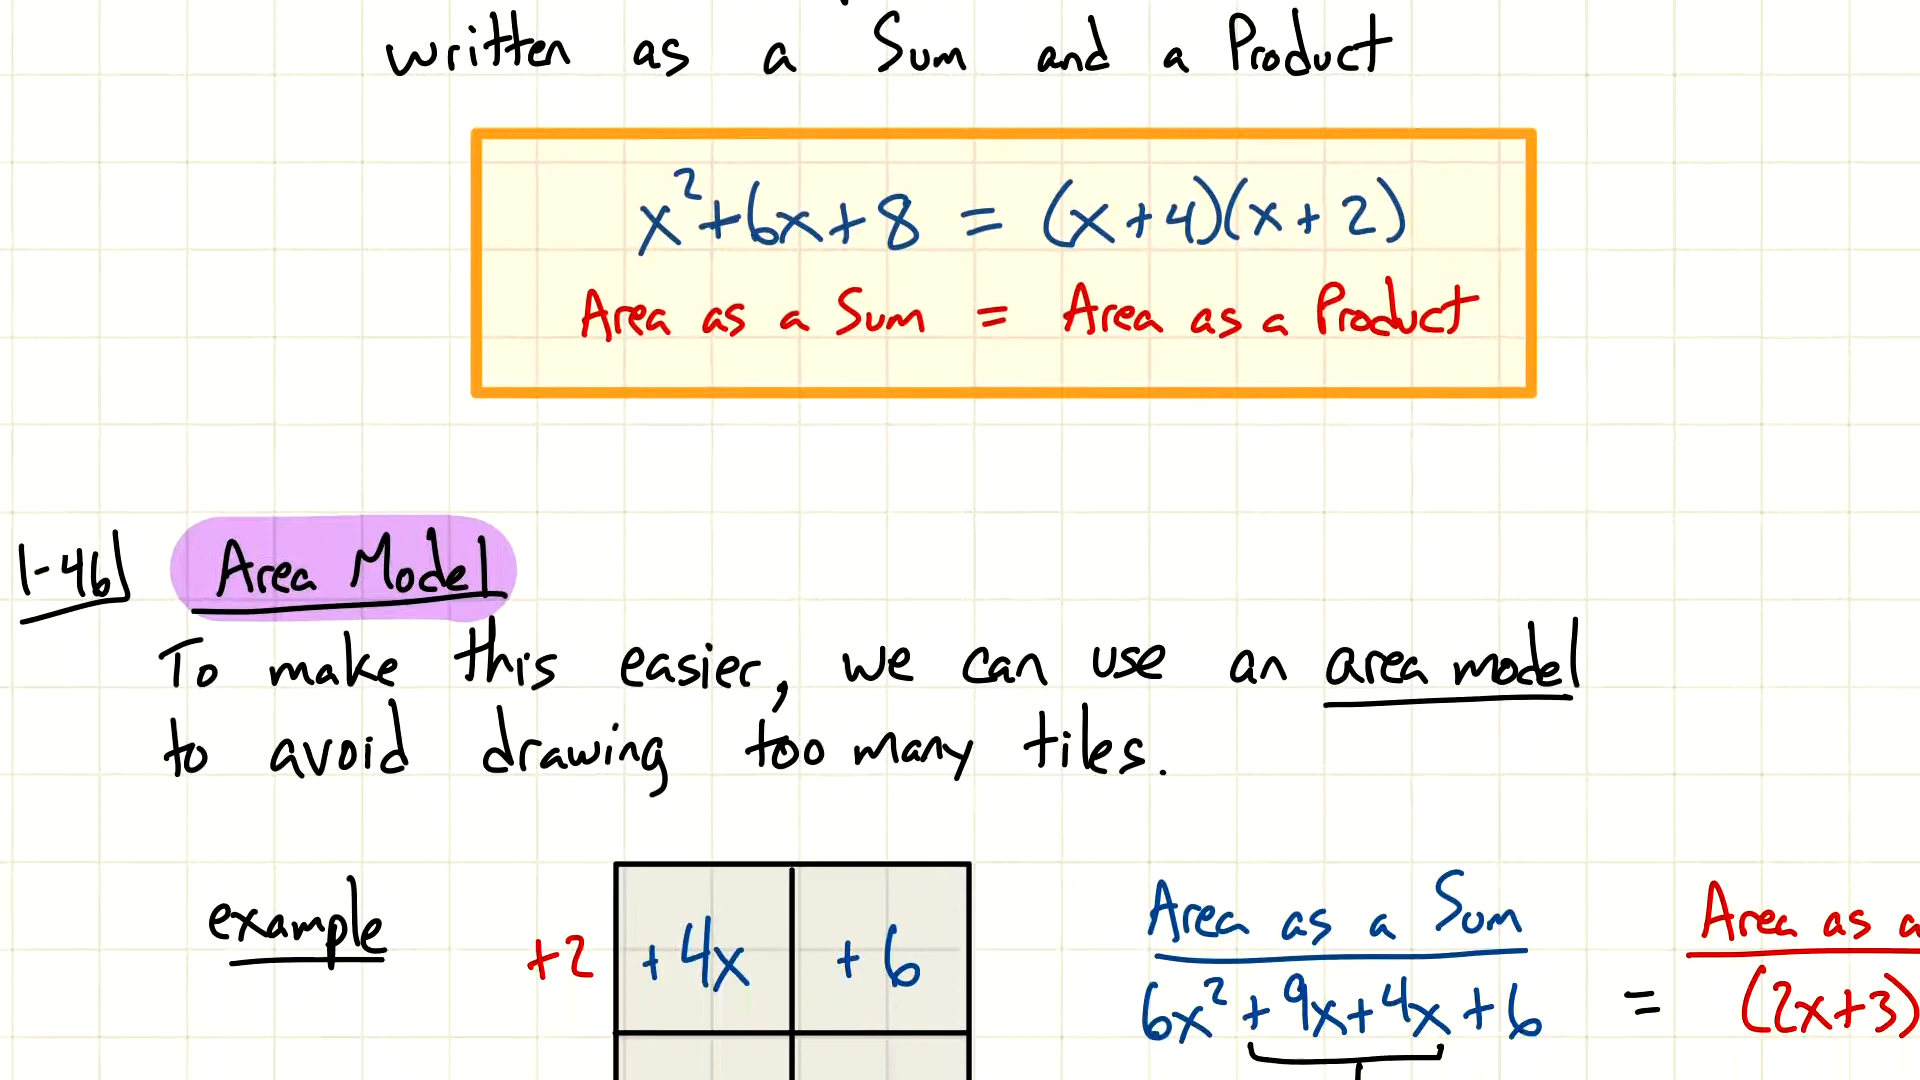 written as a Sum and a Product
x²+6x+8 = (x+4)(x+2)
Area as a Sum = Area as a Product
1-46 Area Model
To make this easier, we can use an area model
to avoid drawing too many tiles.
example
+2 +4x +6
Area as a Sum = Area as a
6x²+9x+4x+6 = (2x+3)